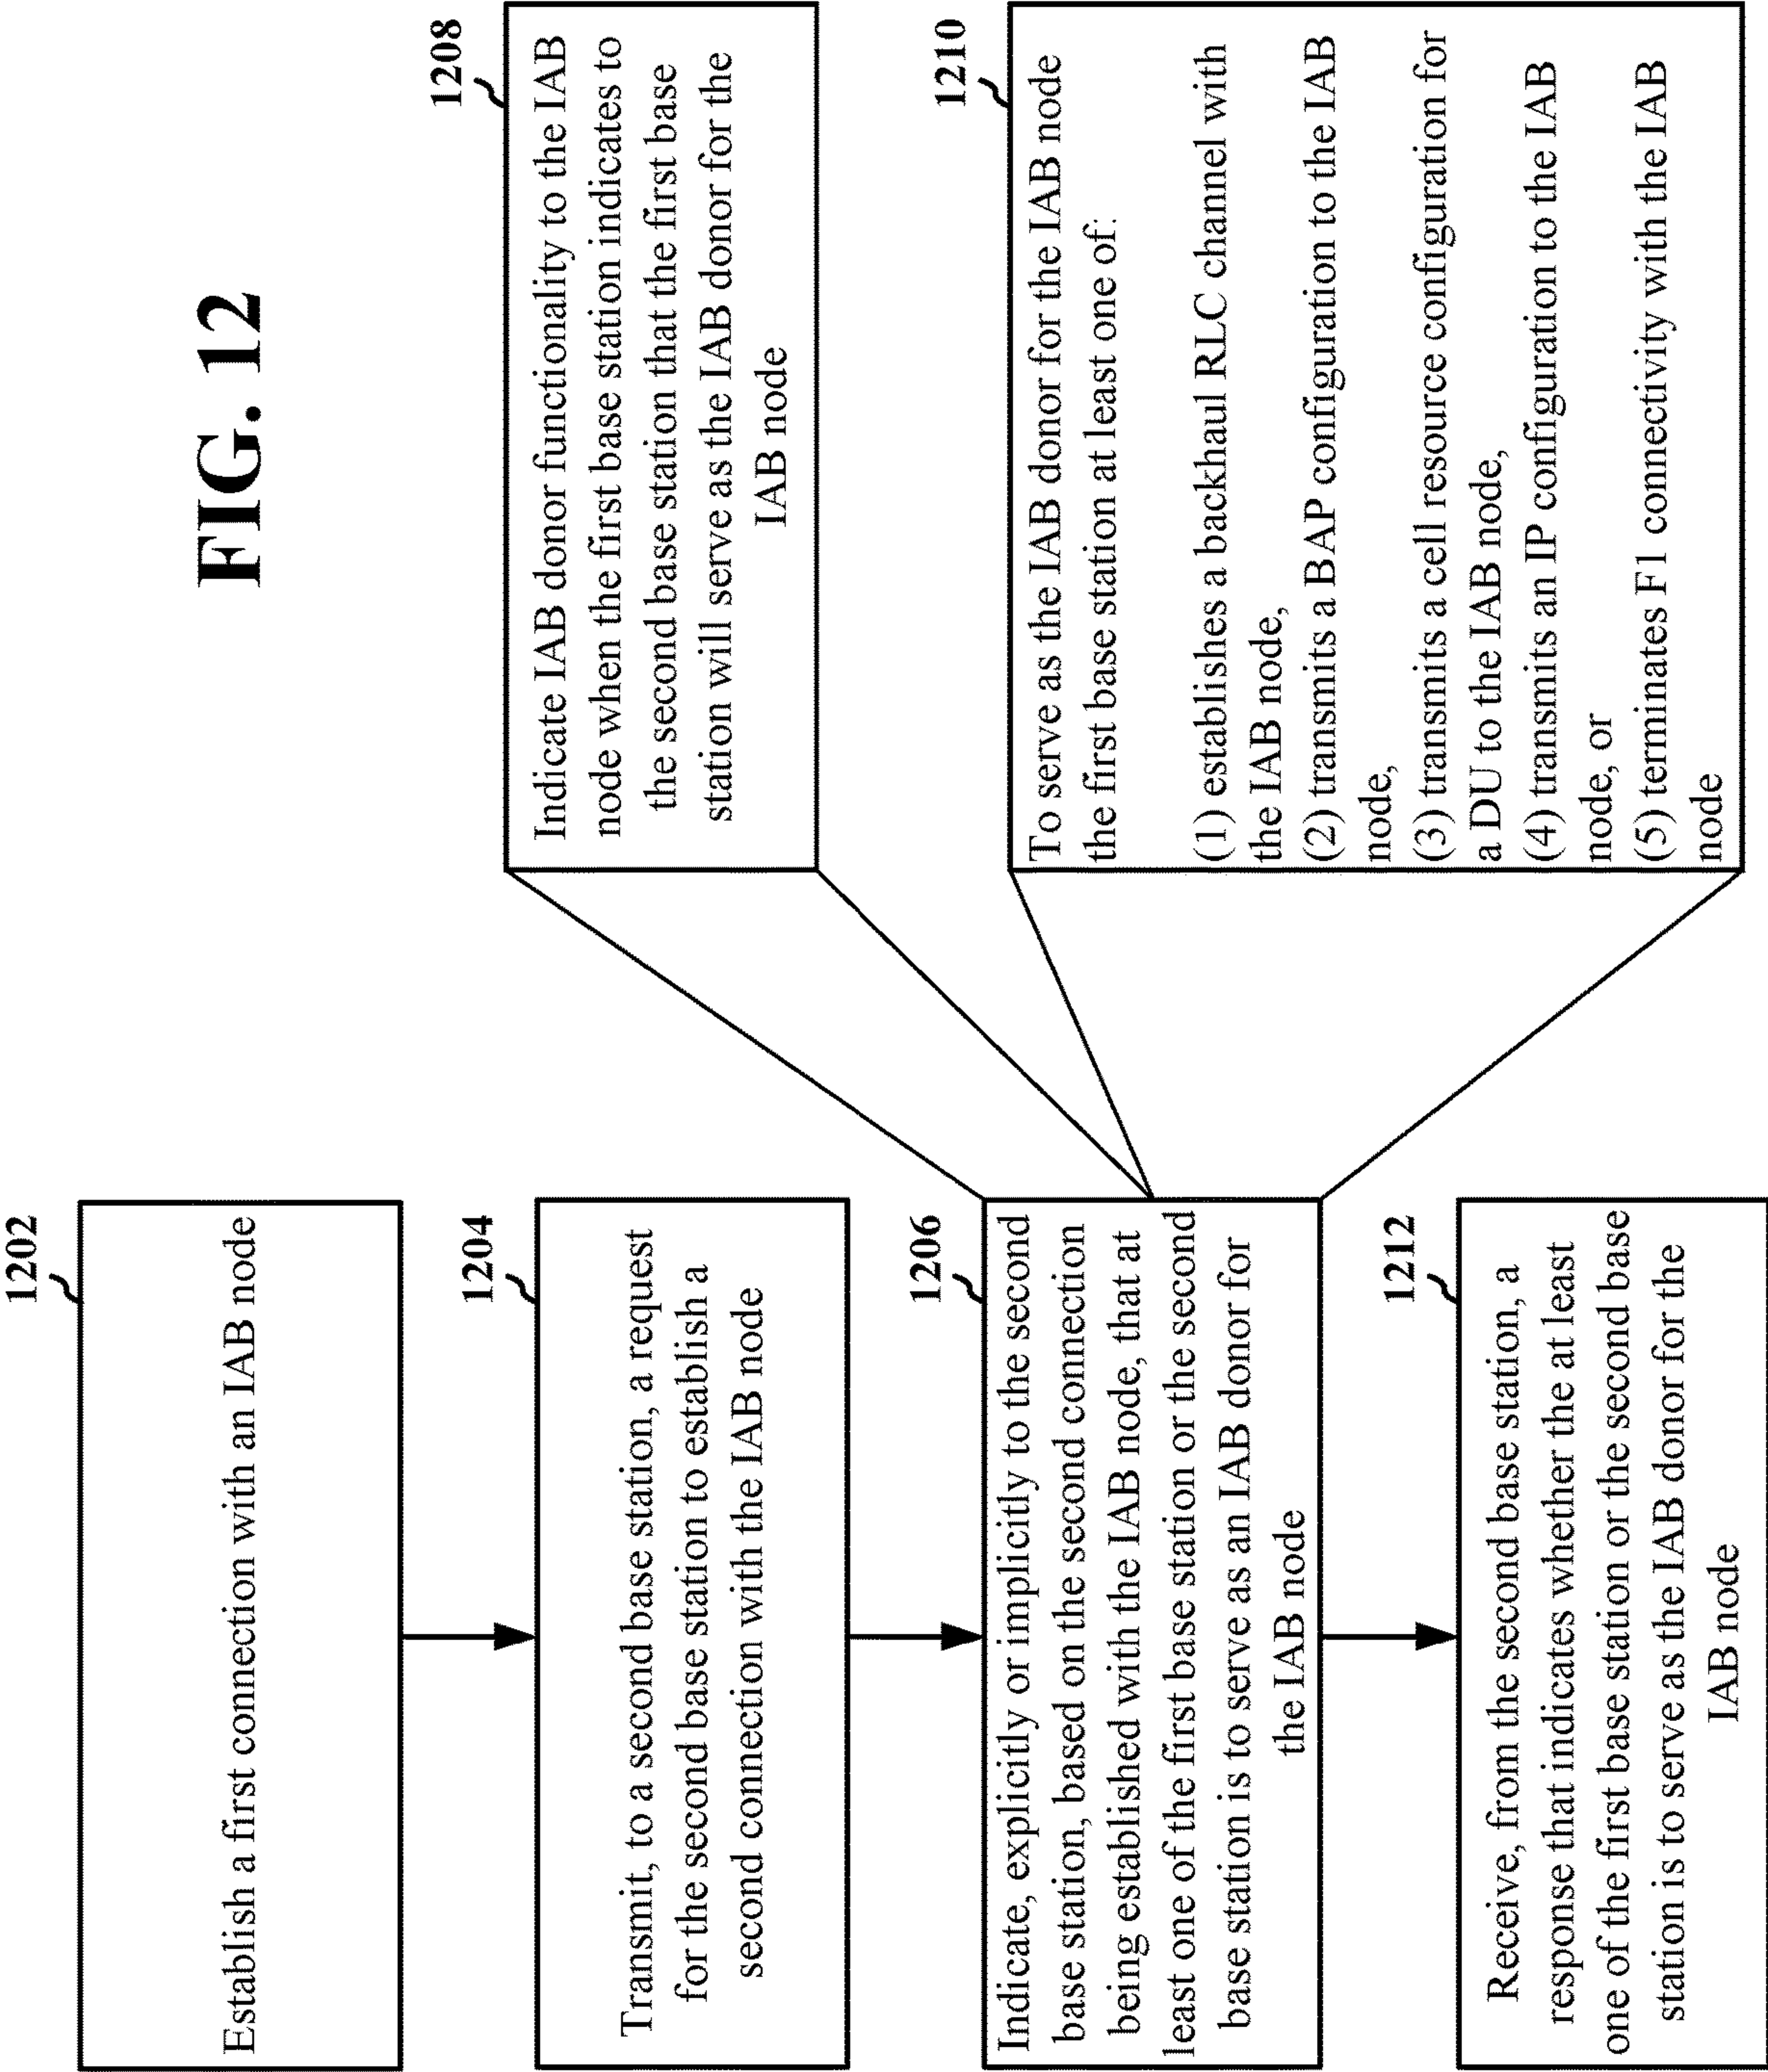 FIG. 12
1202
Establish a first connection with an IAB node
1204
Transmit, to a second base station, a request
for the second base station to establish a
second connection with the IAB node
1206
Indicate, explicitly or implicitly to the second
base station, based on the second connection
being established with the IAB node, that at
least one of the first base station or the second
base station is to serve as an IAB donor for
the IAB node
1208
Indicate IAB donor functionality to the IAB
node when the first base station indicates to
the second base station that the first base
station will serve as the IAB donor for the
IAB node
1210
To serve as the IAB donor for the IAB node
the first base station at least one of:
(1) establishes a backhaul RLC channel with
the IAB node,
(2) transmits a BAP configuration to the IAB
node,
(3) transmits a cell resource configuration for
a DU to the IAB node,
(4) transmits an IP configuration to the IAB
node, or
(5) terminates F1 connectivity with the IAB
node
1212
Receive, from the second base station, a
response that indicates whether the at least
one of the first base station or the second base
station is to serve as the IAB donor for the
IAB node